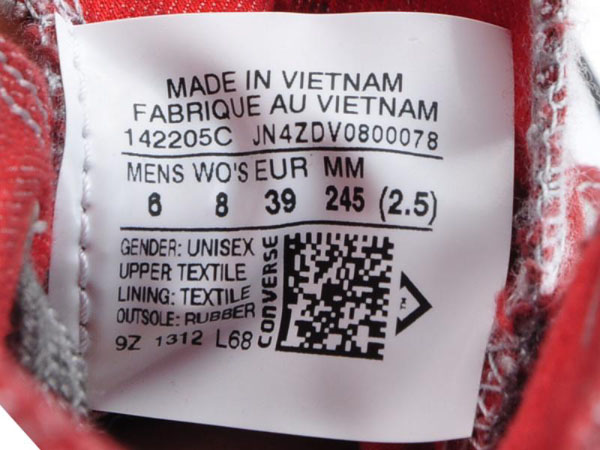 MADE IN VIETNAM
FABRIQUE AU VIETNAM
142205C JN4ZDV0800078
MENS WO'S EUR MM
6 8 39 245 (2.5)
GENDER: UNISEX
UPPER TEXTILE
LINING: TEXTILE
OUTSOLE: RUBBER
9Z 1312 L68
CONVERSE
TM